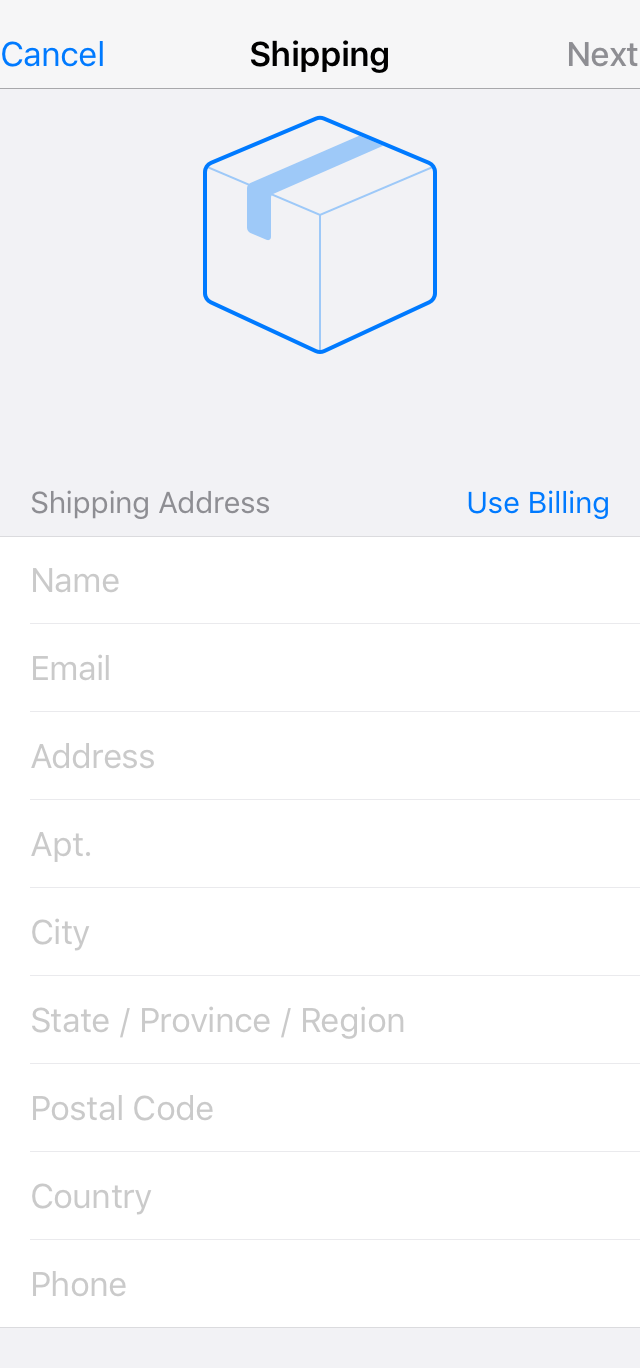 Cancel Shipping Next
Shipping Address Use Billing
Name
Email
Address
Apt.
City
State / Province / Region
Postal Code
Country
Phone